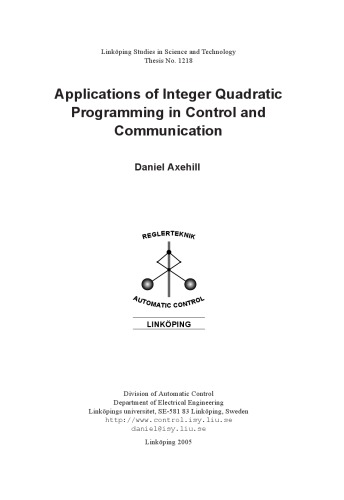 Linköping Studies in Science and Technology
Thesis No. 1218
Applications of Integer Quadratic
Programming in Control and
Communication
Daniel Axehill
REGLERTEKNIK
AUTOMATIC CONTROL
LINKÖPING
Division of Automatic Control
Department of Electrical Engineering
Linköpings universitet, SE-581 83 Linköping, Sweden
http://www.control.isy.liu.se
daniel@isy.liu.se
Linköping 2005